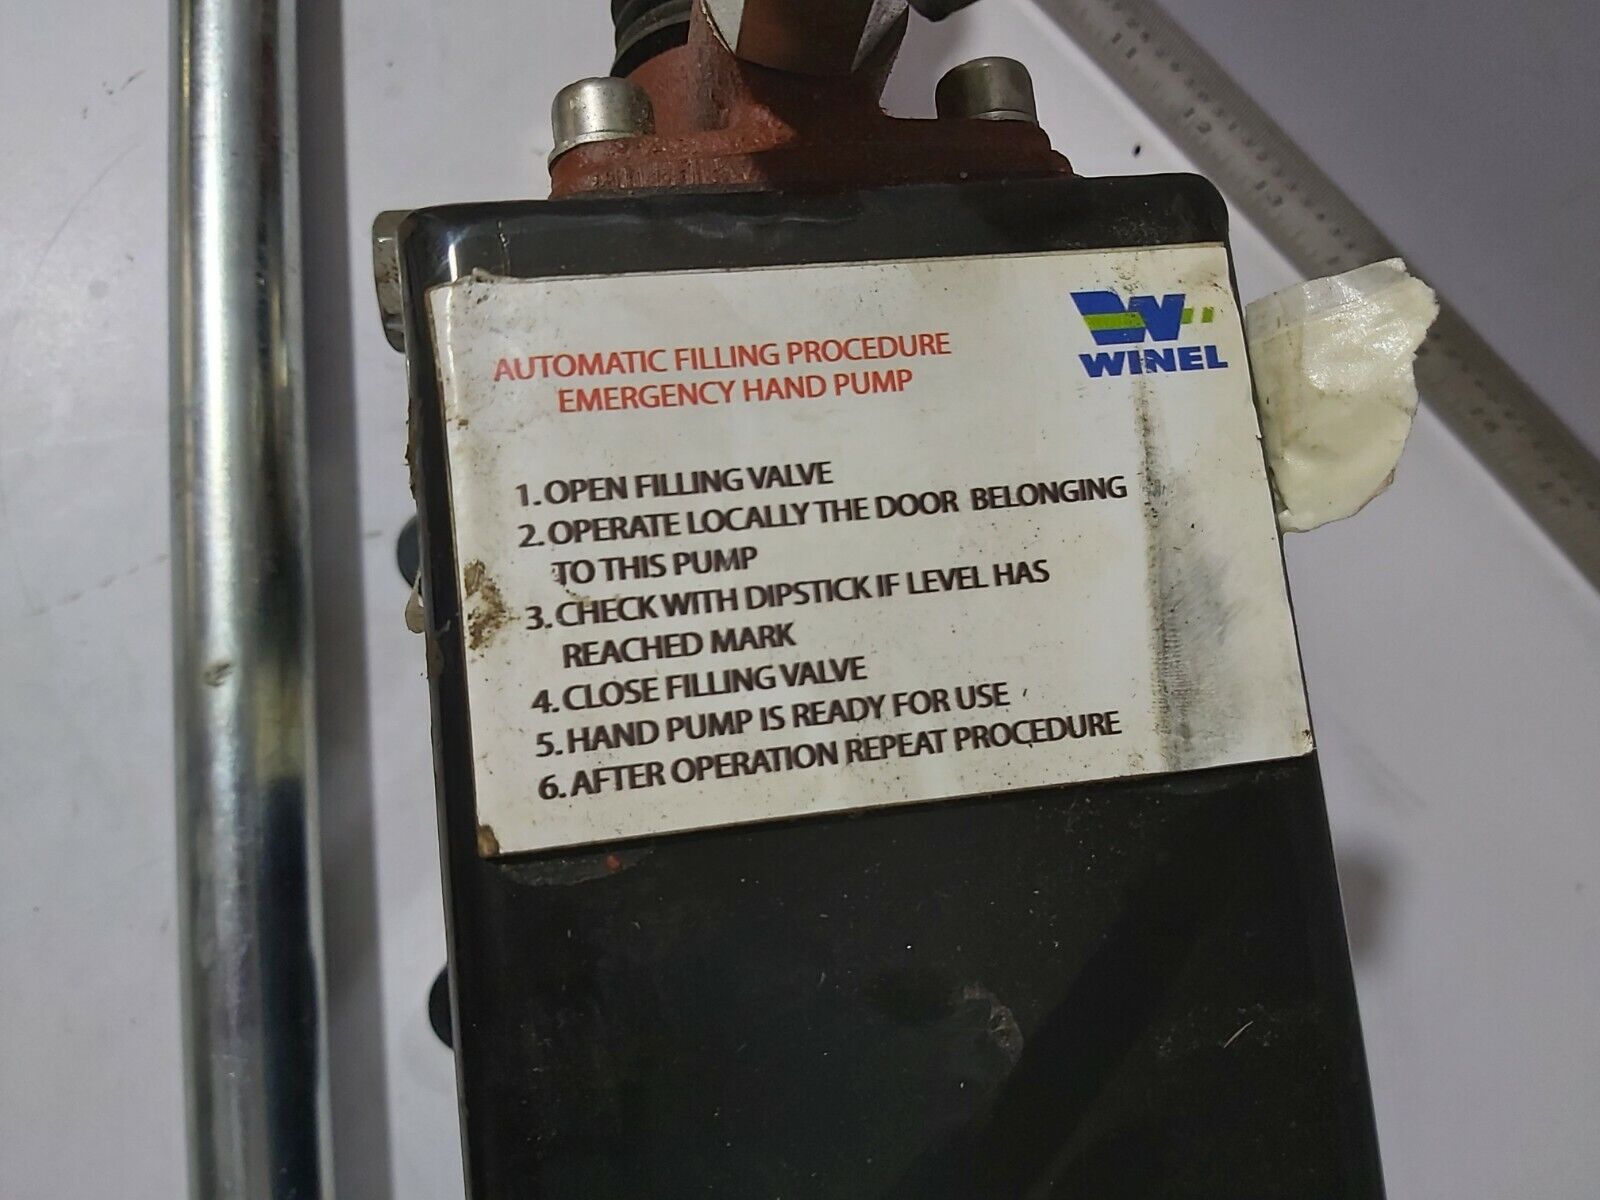 AUTOMATIC FILLING PROCEDURE
EMERGENCY HAND PUMP
WINEL
1. OPEN FILLING VALVE
2. OPERATE LOCALLY THE DOOR BELONGING
TO THIS PUMP
3. CHECK WITH DIPSTICK IF LEVEL HAS
REACHED MARK
4. CLOSE FILLING VALVE
5. HAND PUMP IS READY FOR USE
6. AFTER OPERATION REPEAT PROCEDURE
11
12